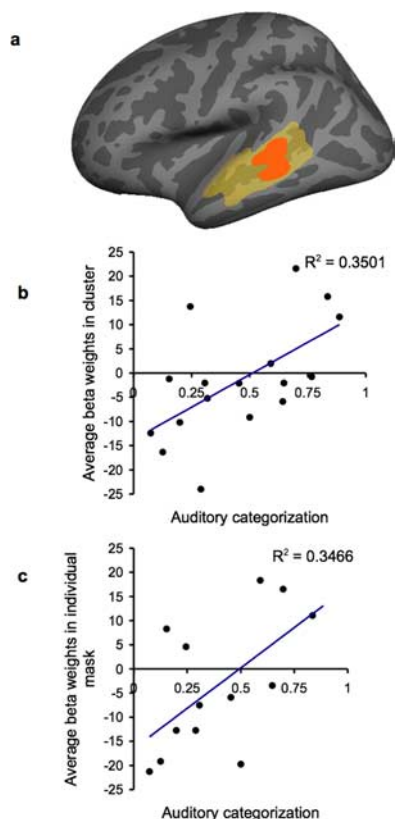 a
b
R² = 0.3501
Average beta weights in cluster
25
20
15
10
5
0
-5
-10
-15
-20
-25
0 0.25 0.5 0.75 1
Auditory categorization
c
R² = 0.3466
Average beta weights in individual
mask
25
20
15
10
5
0
-5
-10
-15
-20
-25
0 0.25 0.5 0.75 1
Auditory categorization